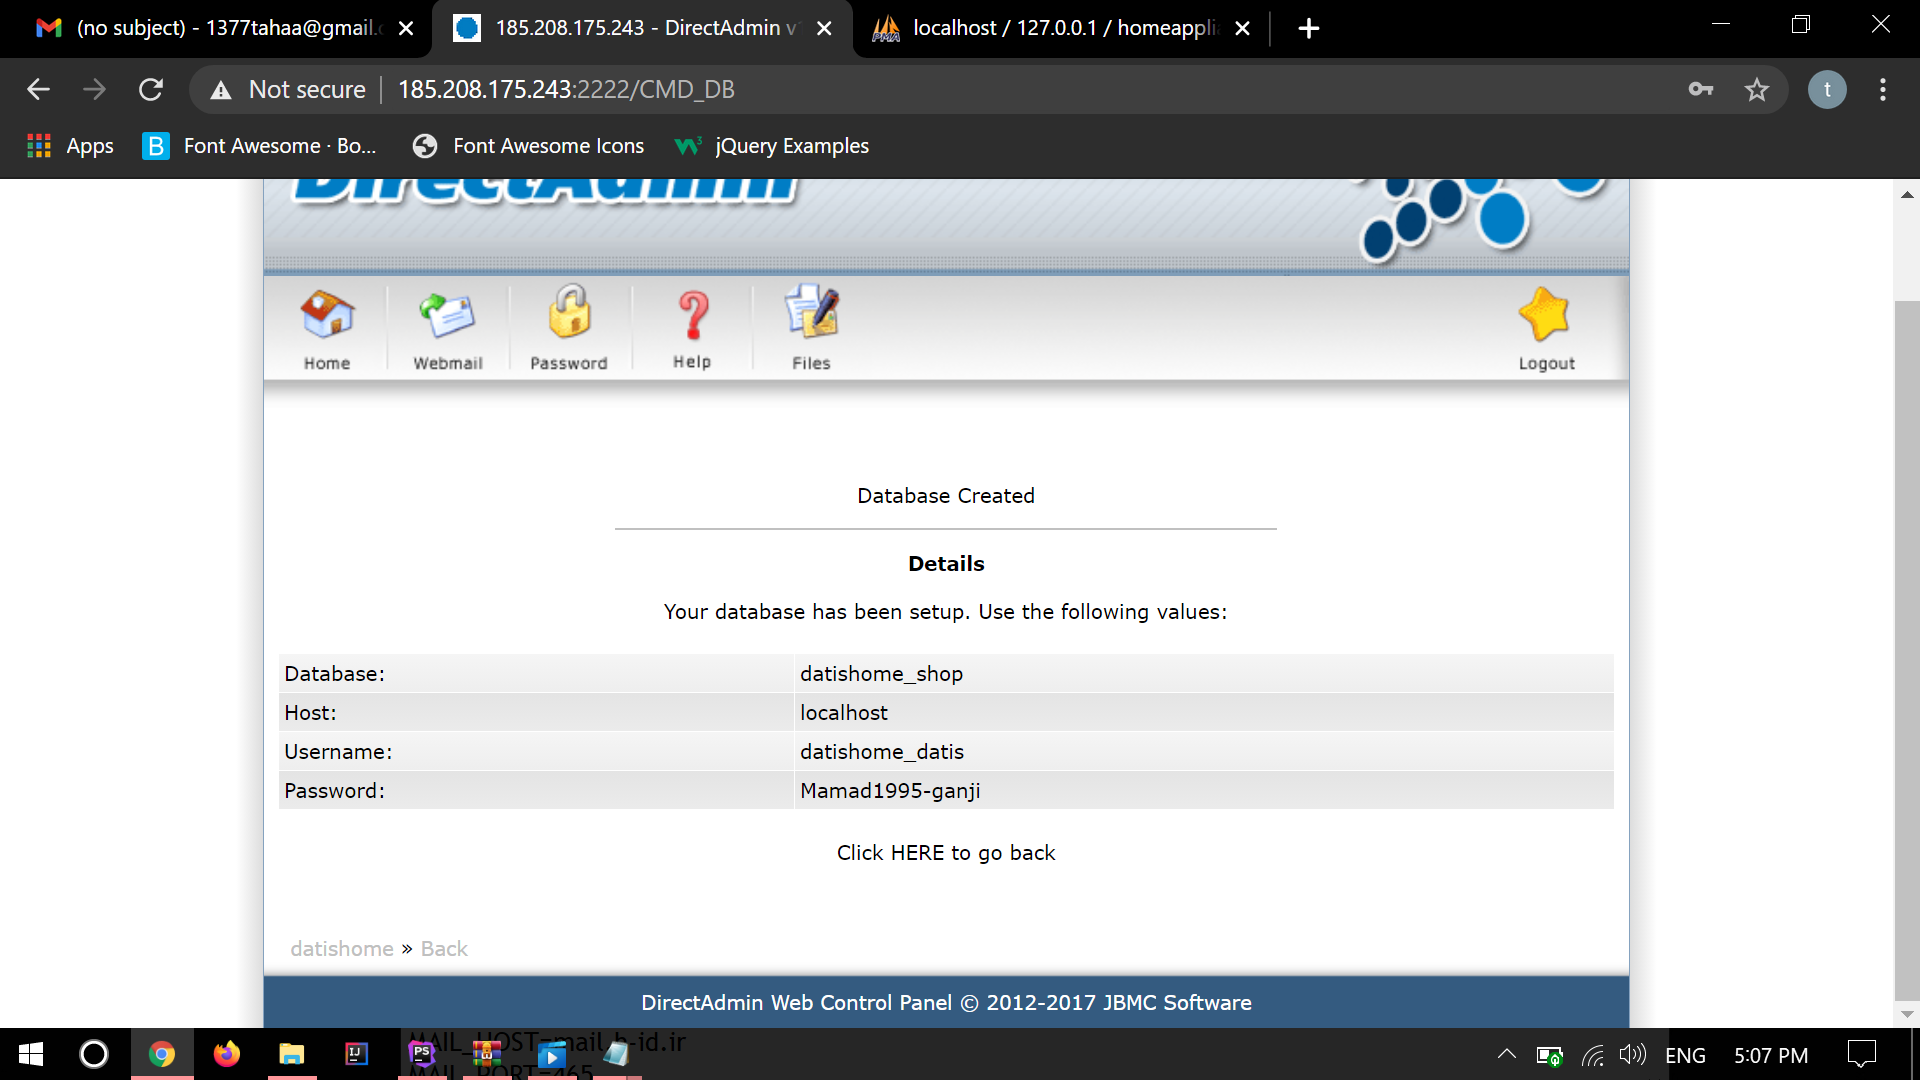 (no subject) - 1377tahaa@gmail.c
185.208.175.243 - DirectAdmin v
localhost / 127.0.0.1 / homeappli
Not secure
185.208.175.243:2222/CMD_DB
t
Apps
B
Font Awesome · Bo...
Font Awesome Icons
jQuery Examples
DirectAdmin
Home
Webmail
Password
Help
Files
Logout
Database Created
Details
Your database has been setup. Use the following values:
Database: datishome_shop
Host: localhost
Username: datishome_datis
Password: Mamad1995-ganji
Click HERE to go back
datishome » Back
DirectAdmin Web Control Panel © 2012-2017 JBMC Software
MAIL_HOST=mail.h-id.ir
MAIL_PORT=465
ENG
5:07 PM